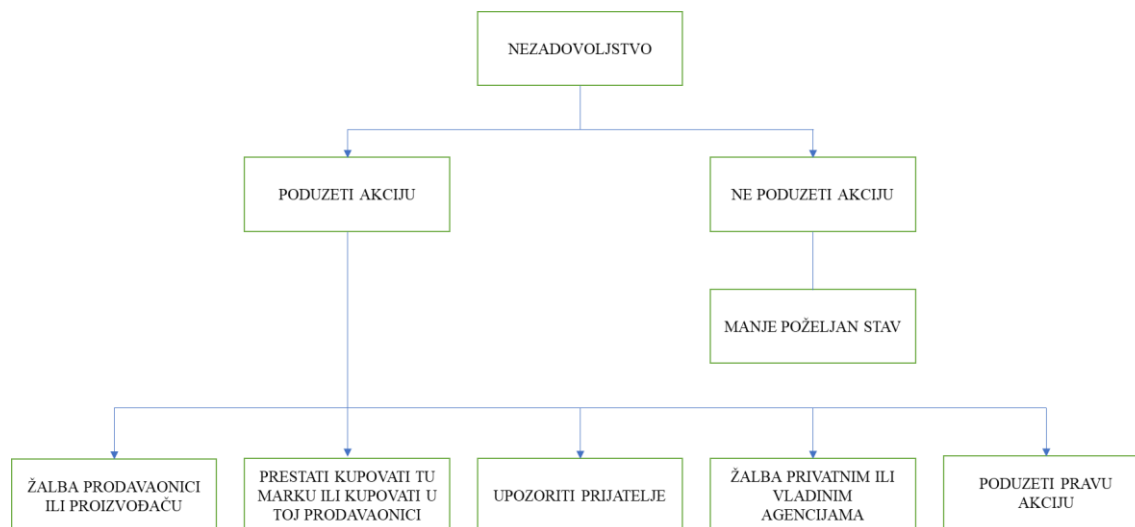 NEZADOVOLJSTVO
PODUZETI AKCIJU
NE PODUZETI AKCIJU
MANJE POŽELJAN STAV
ŽALBA PRODAVAONICI
ILI PROIZVOĐAČU
PRESTATI KUPOVATI TU
MARKU ILI KUPOVATI U
TOJ PRODAVAONICI
UPOZORITI PRIJATELJE
ŽALBA PRIVATNIM ILI
VLADINIM
AGENCIJAMA
PODUZETI PRAVU
AKCIJU